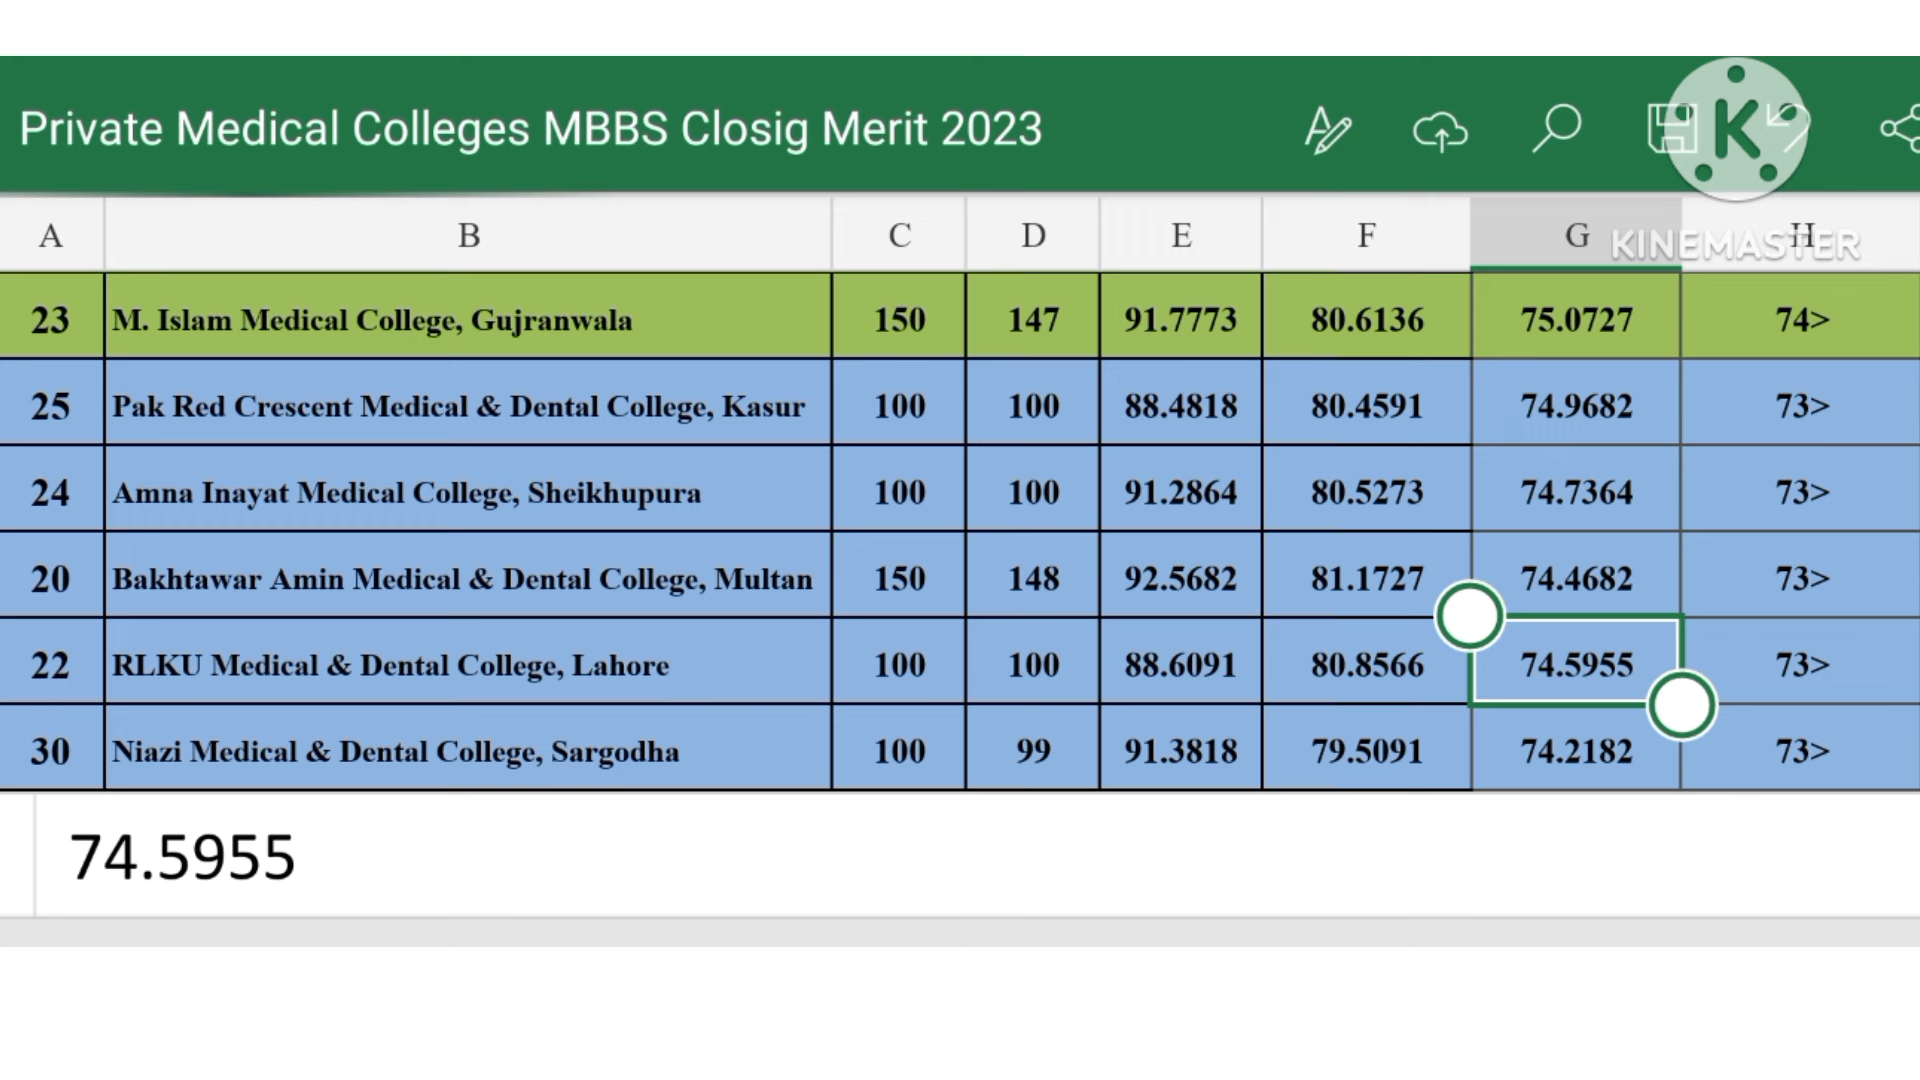 Private Medical Colleges MBBS Closig Merit 2023
K
KINEMASTER
A B C D E F G H
23 M. Islam Medical College, Gujranwala 150 147 91.7773 80.6136 75.0727 74>
25 Pak Red Crescent Medical & Dental College, Kasur 100 100 88.4818 80.4591 74.9682 73>
24 Amna Inayat Medical College, Sheikhupura 100 100 91.2864 80.5273 74.7364 73>
20 Bakhtawar Amin Medical & Dental College, Multan 150 148 92.5682 81.1727 74.4682 73>
22 RLKU Medical & Dental College, Lahore 100 100 88.6091 80.8566 74.5955 73>
30 Niazi Medical & Dental College, Sargodha 100 99 91.3818 79.5091 74.2182 73>
74.5955